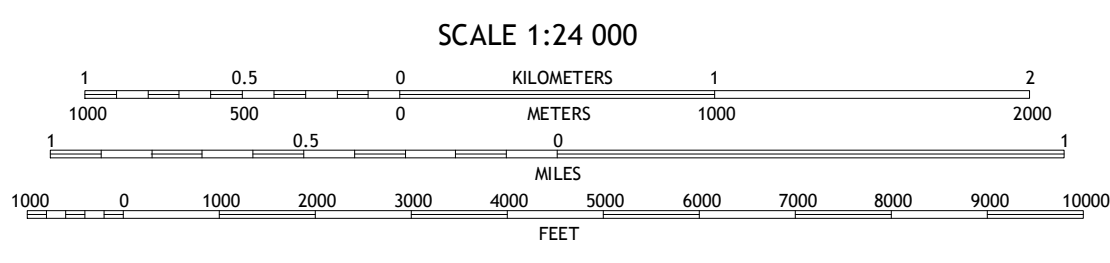 SCALE 1:24 000
1 0.5 0 KILOMETERS 1 2
1000 500 0 METERS 1000 2000
1 0.5 0 1
MILES
1000 0 1000 2000 3000 4000 5000 6000 7000 8000 9000 10000
FEET